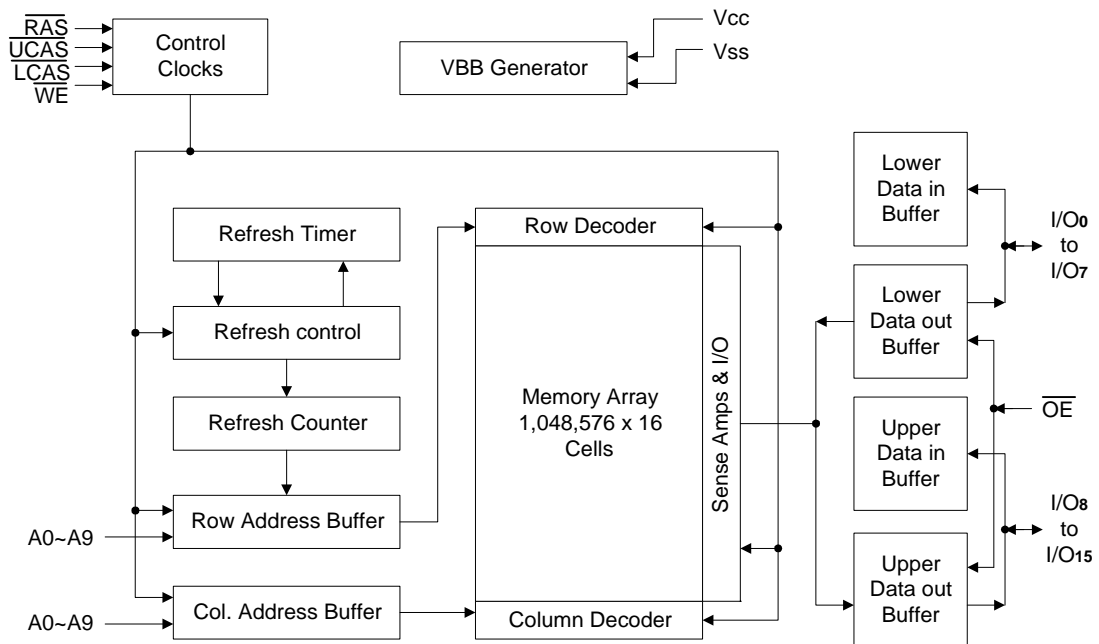 RAS
UCAS
LCAS
WE
Control
Clocks
VBB Generator
Vcc
Vss
Refresh Timer
Refresh control
Refresh Counter
Row Address Buffer
Col. Address Buffer
A0~A9
A0~A9
Row Decoder
Memory Array
1,048,576 x 16
Cells
Column Decoder
Sense Amps & I/O
Lower
Data in
Buffer
Lower
Data out
Buffer
Upper
Data in
Buffer
Upper
Data out
Buffer
I/O0
to
I/O7
OE
I/O8
to
I/O15